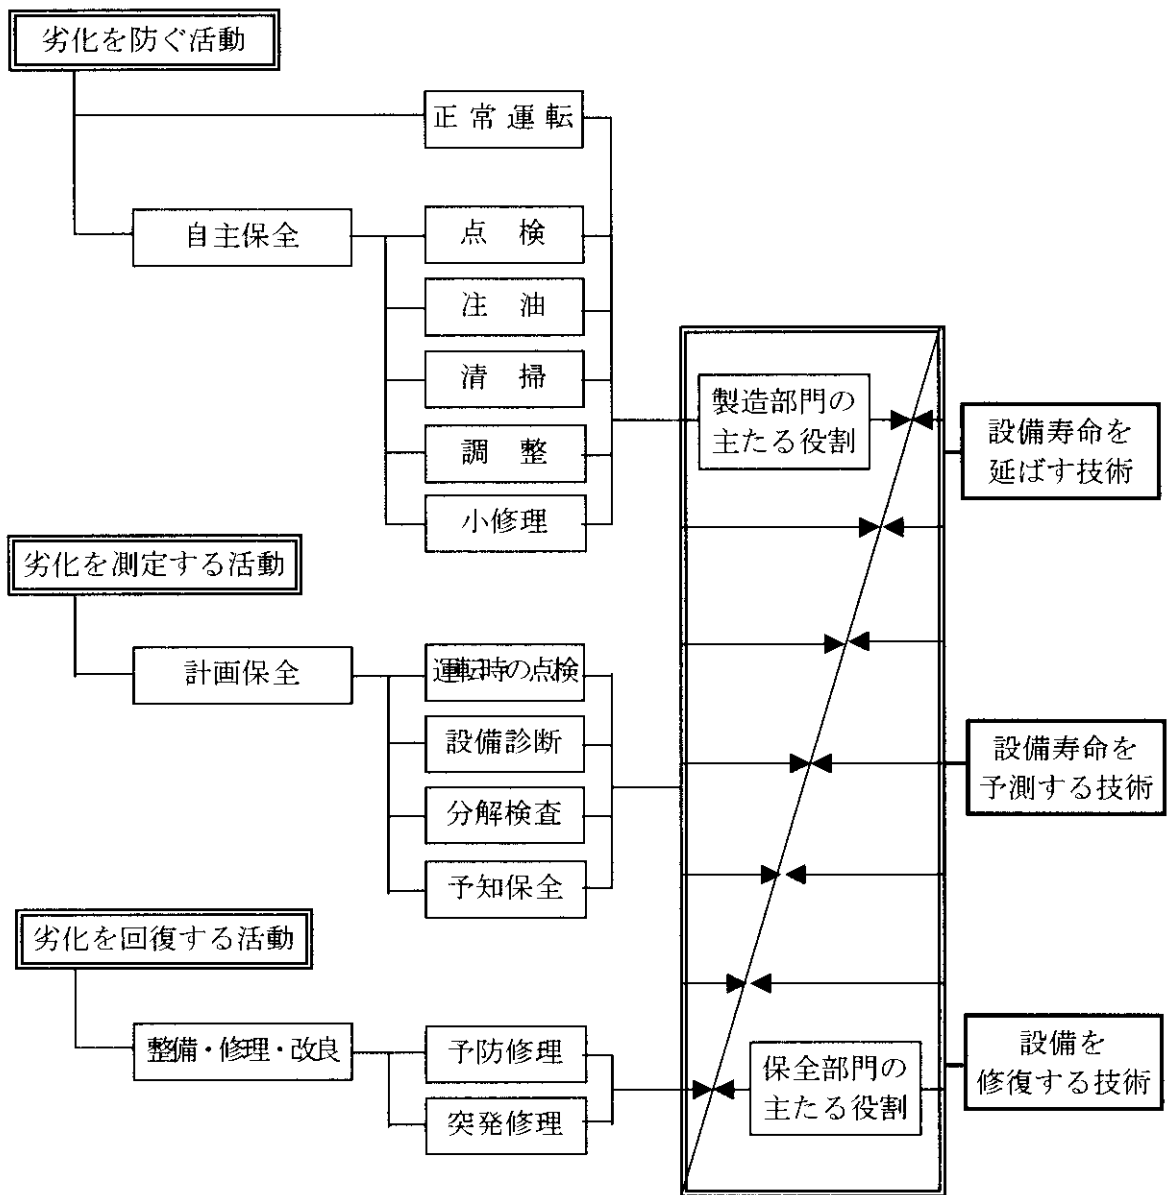 劣化を防ぐ活動
正常運転
自主保全
点検
注油
清掃
調整
小修理
製造部門の
主たる役割
設備寿命を
延ばす技術
劣化を測定する活動
計画保全
運転時の点検
設備診断
分解検査
予知保全
設備寿命を
予測する技術
劣化を回復する活動
整備・修理・改良
予防修理
突発修理
保全部門の
主たる役割
設備を
修復する技術